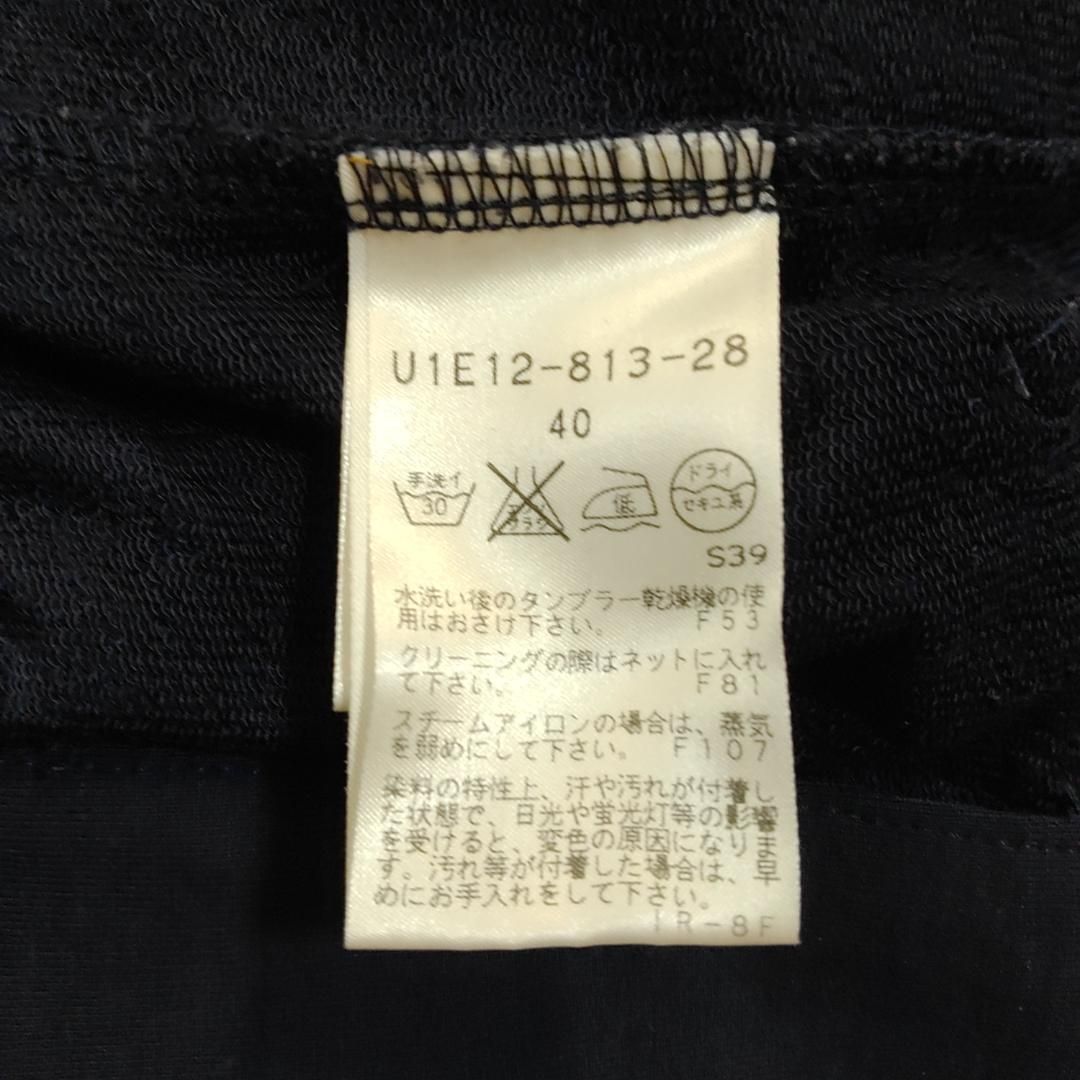 U1E12-813-28
40
手洗イ
30
エンソ
サラシ
低
ドライ
セキユ系
S39
水洗い後のタンブラー乾燥機の使
用はおさけ下さい。 F53
クリーニングの際はネットに入れ
て下さい。 F81
スチームアイロンの場合は、蒸気
を弱めにして下さい。 F107
染料の特性上、汗や汚れが付着し
た状態で、日光や蛍光灯等の影響
を受けると、変色の原因になりま
す。汚れ等が付着した場合は、早
めにお手入れをして下さい。
IR-8F